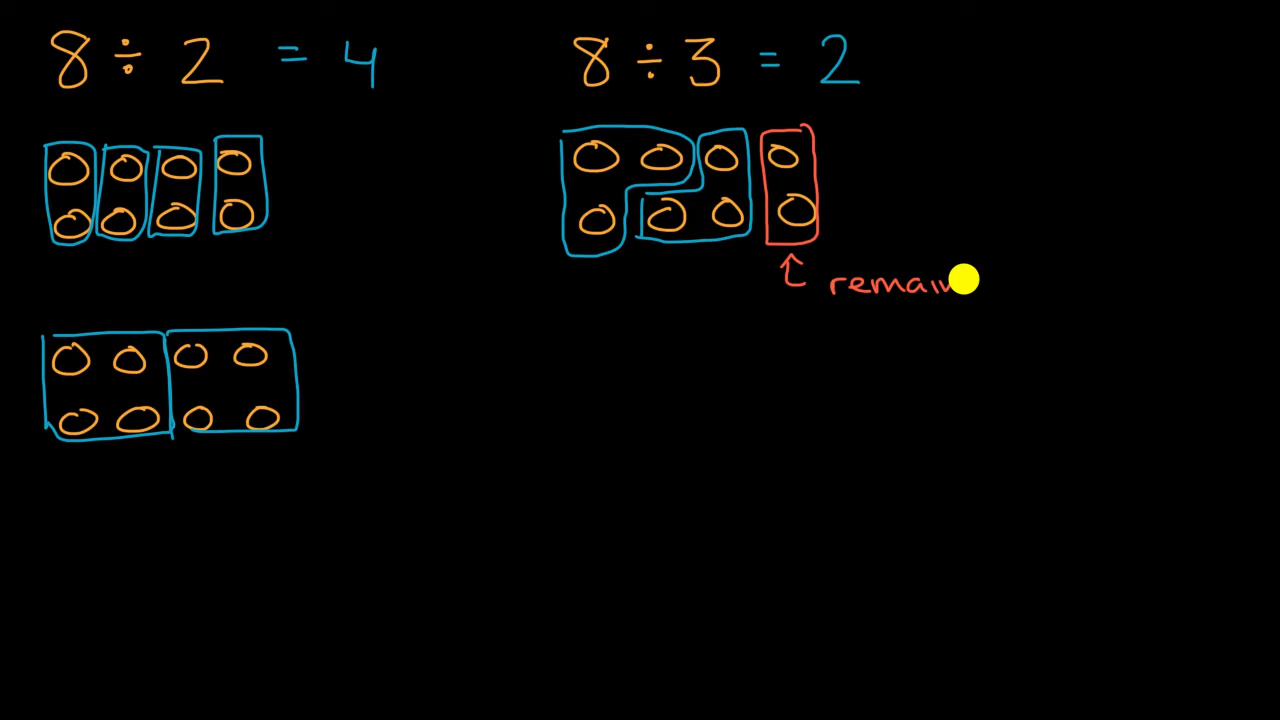 8 ÷ 2 = 4
8 ÷ 3 = 2
remain